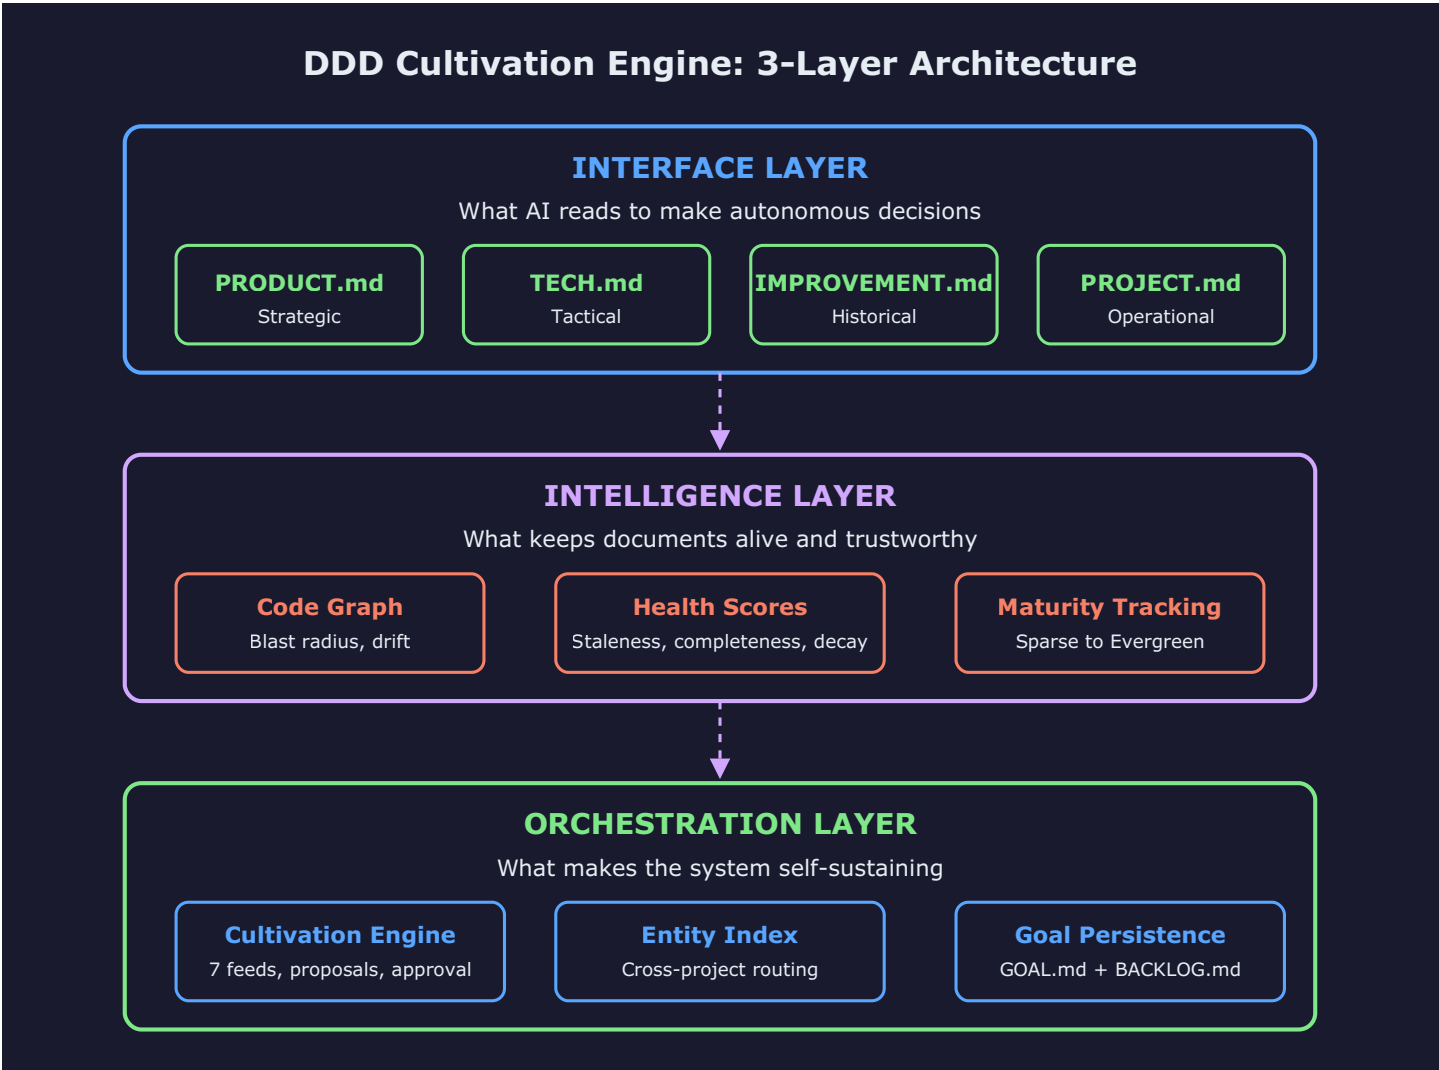 DDD Cultivation Engine: 3-Layer Architecture
INTERFACE LAYER
What AI reads to make autonomous decisions
PRODUCT.md
Strategic
TECH.md
Tactical
IMPROVEMENT.md
Historical
PROJECT.md
Operational
INTELLIGENCE LAYER
What keeps documents alive and trustworthy
Code Graph
Blast radius, drift
Health Scores
Staleness, completeness, decay
Maturity Tracking
Sparse to Evergreen
ORCHESTRATION LAYER
What makes the system self-sustaining
Cultivation Engine
7 feeds, proposals, approval
Entity Index
Cross-project routing
Goal Persistence
GOAL.md + BACKLOG.md